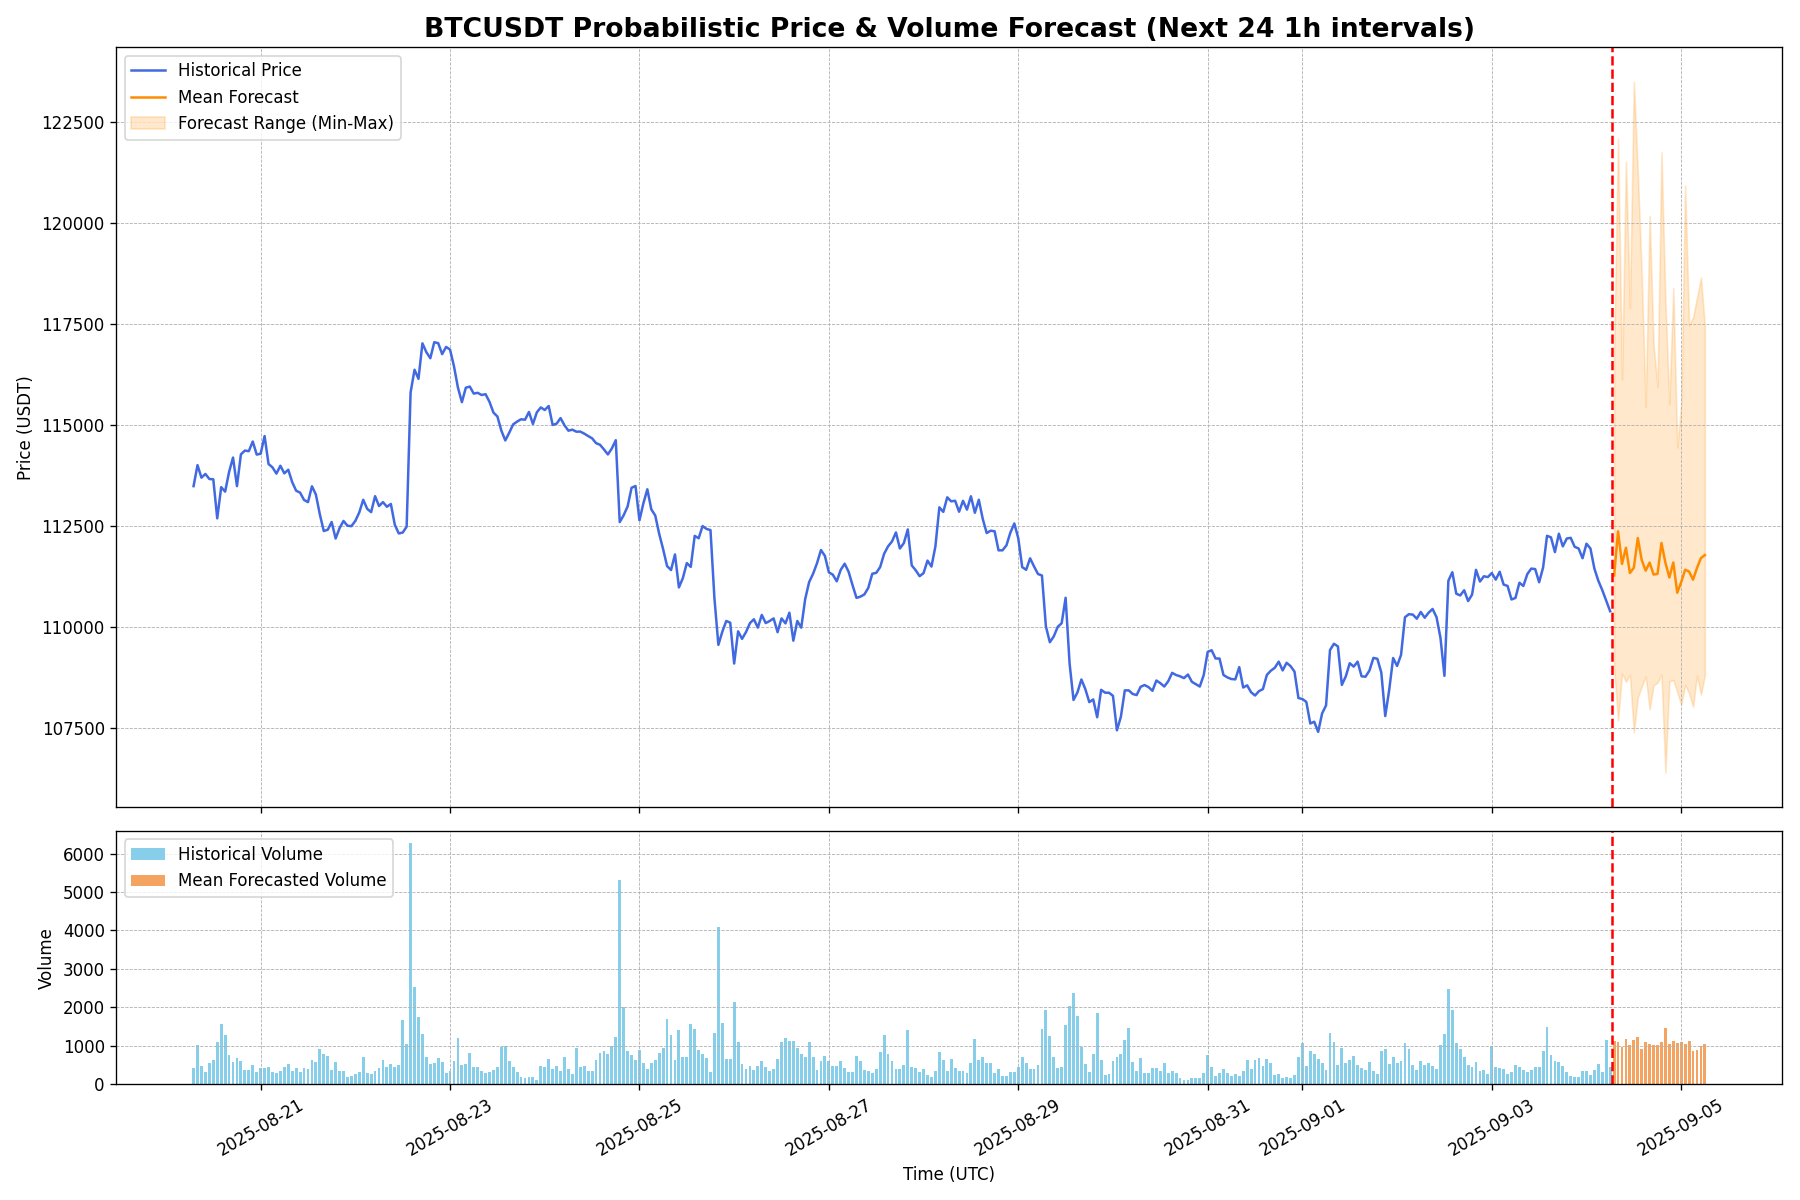 BTCUSDT Probabilistic Price & Volume Forecast (Next 24 1h intervals)
Historical Price
Mean Forecast
Forecast Range (Min-Max)
122500
120000
117500
115000
112500
110000
107500
Price (USDT)
Historical Volume
Mean Forecasted Volume
6000
5000
4000
3000
2000
1000
0
Volume
2025-08-21
2025-08-23
2025-08-25
2025-08-27
2025-08-29
2025-08-31
2025-09-01
2025-09-03
2025-09-05
Time (UTC)